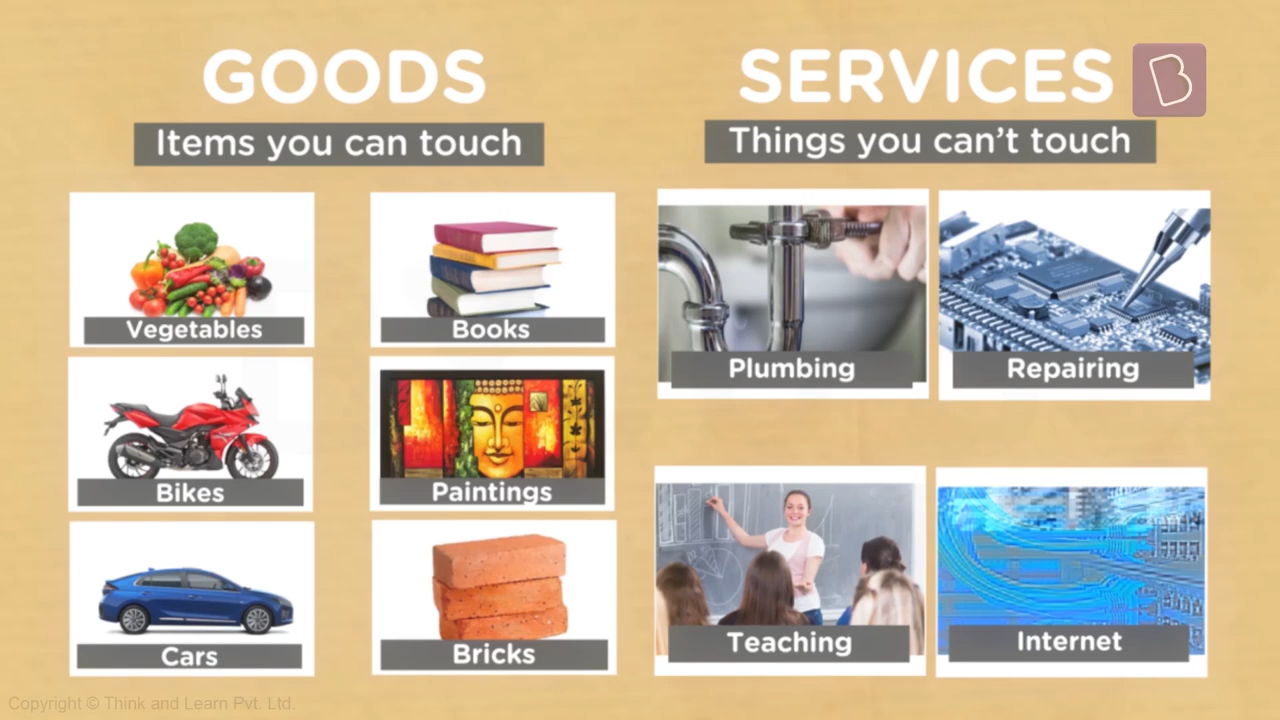 GOODS
Items you can touch
Vegetables
Books
Bikes
Paintings
Cars
Bricks
SERVICES
Things you can't touch
Plumbing
Repairing
Teaching
Internet
B
Copyright © Think and Learn Pvt. Ltd.